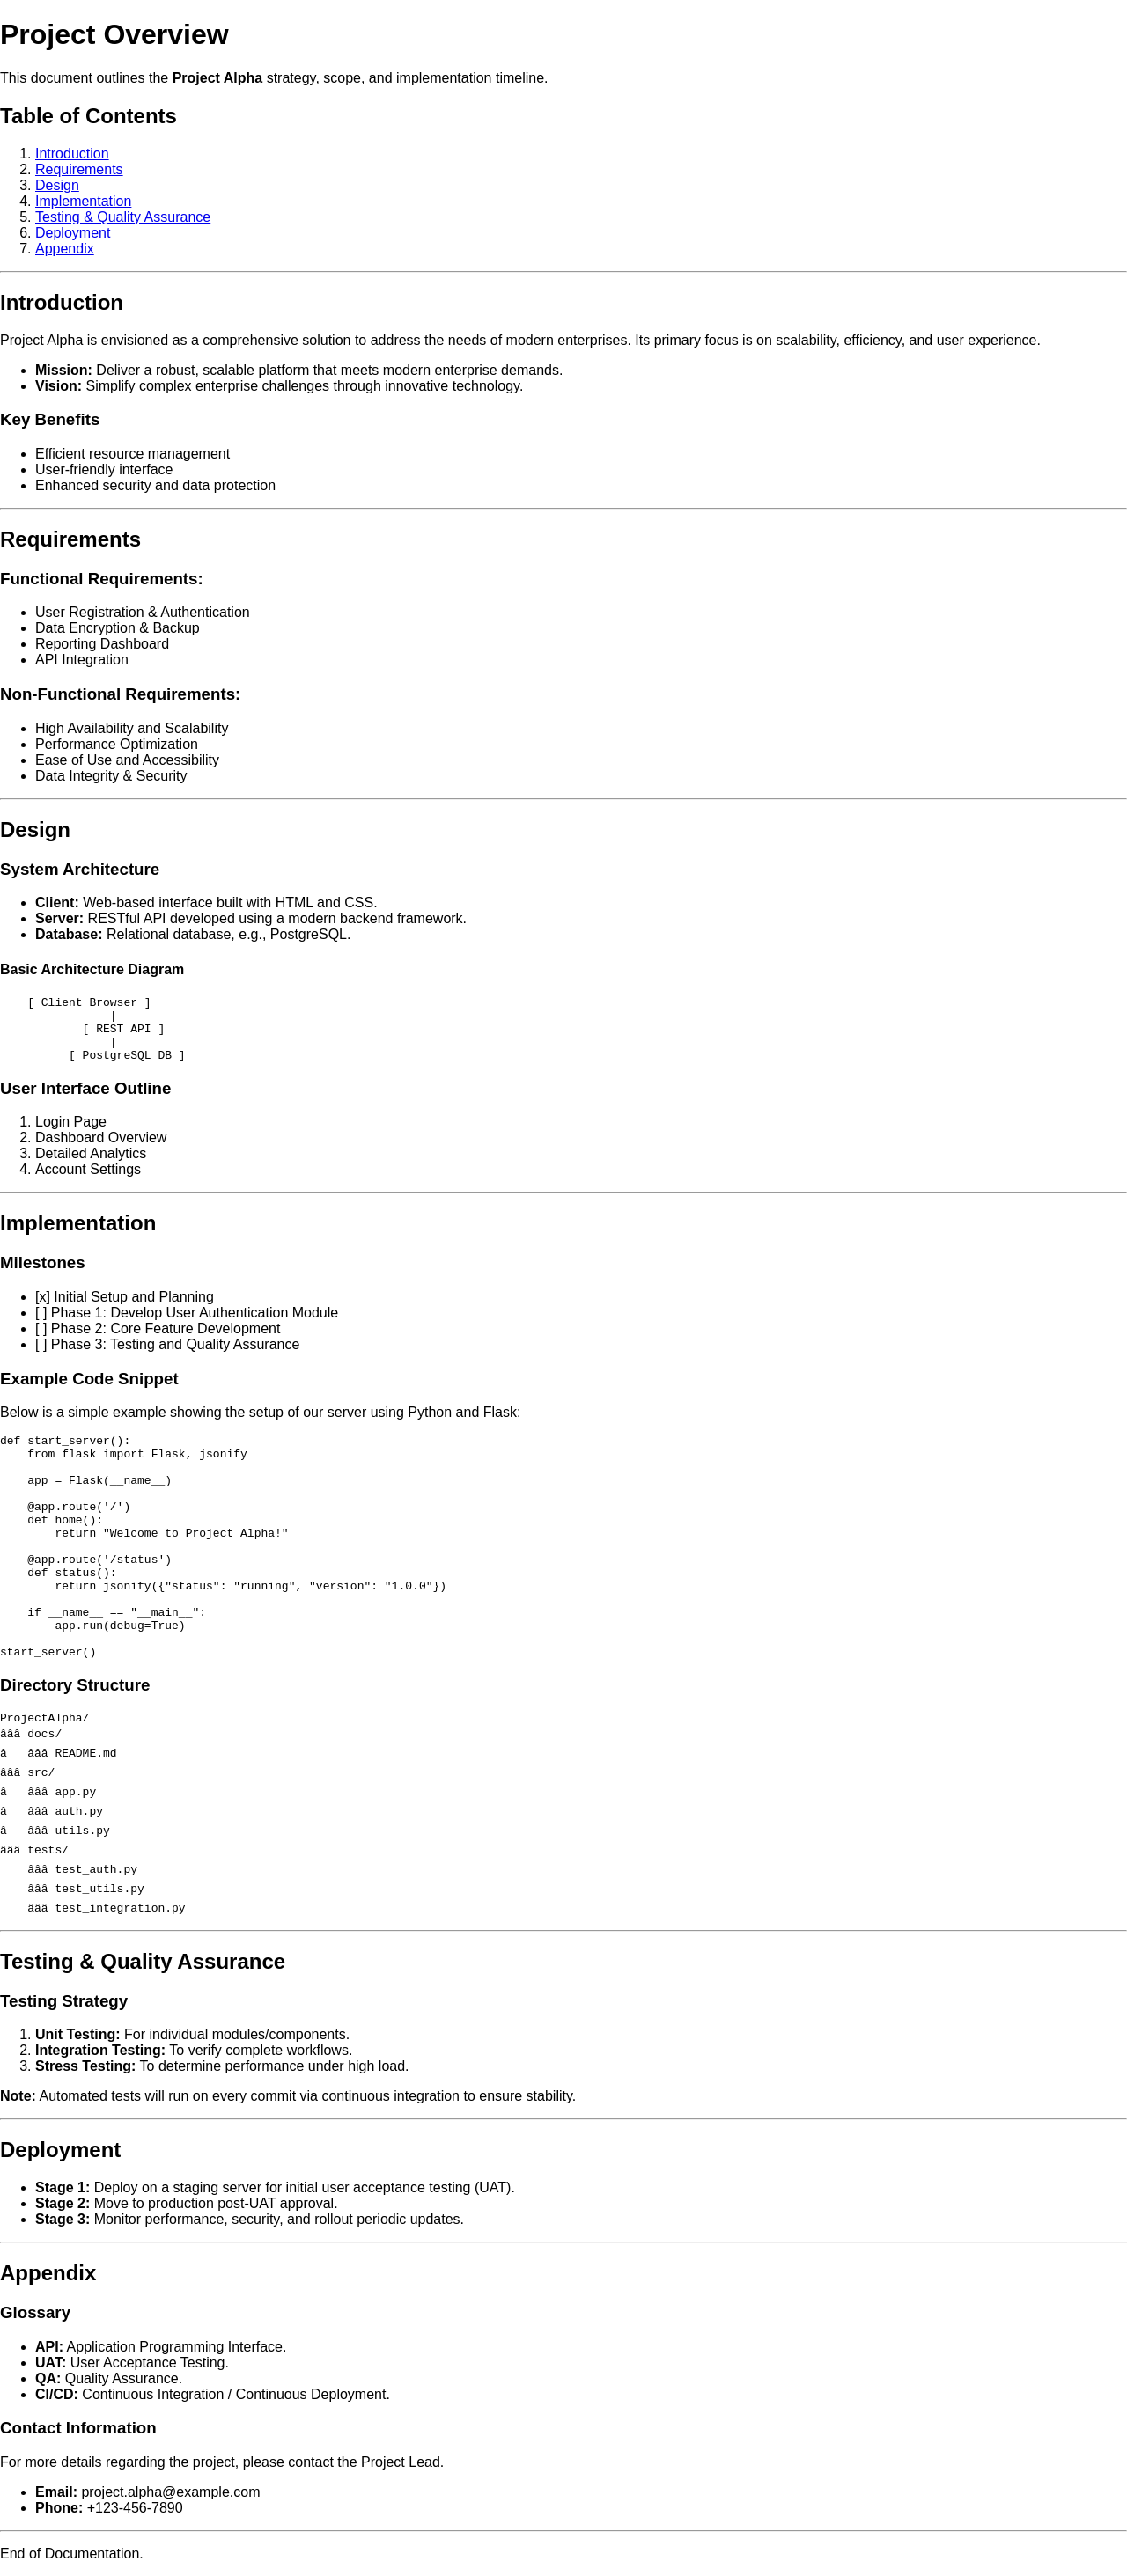 Project Overview
This document outlines the Project Alpha strategy, scope, and implementation timeline.
Table of Contents
1. Introduction
2. Requirements
3. Design
4. Implementation
5. Testing & Quality Assurance
6. Deployment
7. Appendix
Introduction
Project Alpha is envisioned as a comprehensive solution to address the needs of modern enterprises. Its primary focus is on scalability, efficiency, and user experience.
• Mission: Deliver a robust, scalable platform that meets modern enterprise demands.
• Vision: Simplify complex enterprise challenges through innovative technology.
Key Benefits
• Efficient resource management
• User-friendly interface
• Enhanced security and data protection
Requirements
Functional Requirements:
• User Registration & Authentication
• Data Encryption & Backup
• Reporting Dashboard
• API Integration
Non-Functional Requirements:
• High Availability and Scalability
• Performance Optimization
• Ease of Use and Accessibility
• Data Integrity & Security
Design
System Architecture
• Client: Web-based interface built with HTML and CSS.
• Server: RESTful API developed using a modern backend framework.
• Database: Relational database, e.g., PostgreSQL.
Basic Architecture Diagram
    [ Client Browser ]
                |
            [ REST API ]
                |
          [ PostgreSQL DB ]
User Interface Outline
1. Login Page
2. Dashboard Overview
3. Detailed Analytics
4. Account Settings
Implementation
Milestones
• [x] Initial Setup and Planning
• [ ] Phase 1: Develop User Authentication Module
• [ ] Phase 2: Core Feature Development
• [ ] Phase 3: Testing and Quality Assurance
Example Code Snippet
Below is a simple example showing the setup of our server using Python and Flask:
def start_server():
    from flask import Flask, jsonify

    app = Flask(__name__)

    @app.route('/')
    def home():
        return "Welcome to Project Alpha!"

    @app.route('/status')
    def status():
        return jsonify({"status": "running", "version": "1.0.0"})

    if __name__ == "__main__":
        app.run(debug=True)

start_server()
Directory Structure
ProjectAlpha/
âââ docs/
â   âââ README.md
âââ src/
â   âââ app.py
â   âââ auth.py
â   âââ utils.py
âââ tests/
    âââ test_auth.py
    âââ test_utils.py
    âââ test_integration.py
Testing & Quality Assurance
Testing Strategy
1. Unit Testing: For individual modules/components.
2. Integration Testing: To verify complete workflows.
3. Stress Testing: To determine performance under high load.
Note: Automated tests will run on every commit via continuous integration to ensure stability.
Deployment
• Stage 1: Deploy on a staging server for initial user acceptance testing (UAT).
• Stage 2: Move to production post-UAT approval.
• Stage 3: Monitor performance, security, and rollout periodic updates.
Appendix
Glossary
• API: Application Programming Interface.
• UAT: User Acceptance Testing.
• QA: Quality Assurance.
• CI/CD: Continuous Integration / Continuous Deployment.
Contact Information
For more details regarding the project, please contact the Project Lead.
• Email: project.alpha@example.com
• Phone: +123-456-7890
End of Documentation.